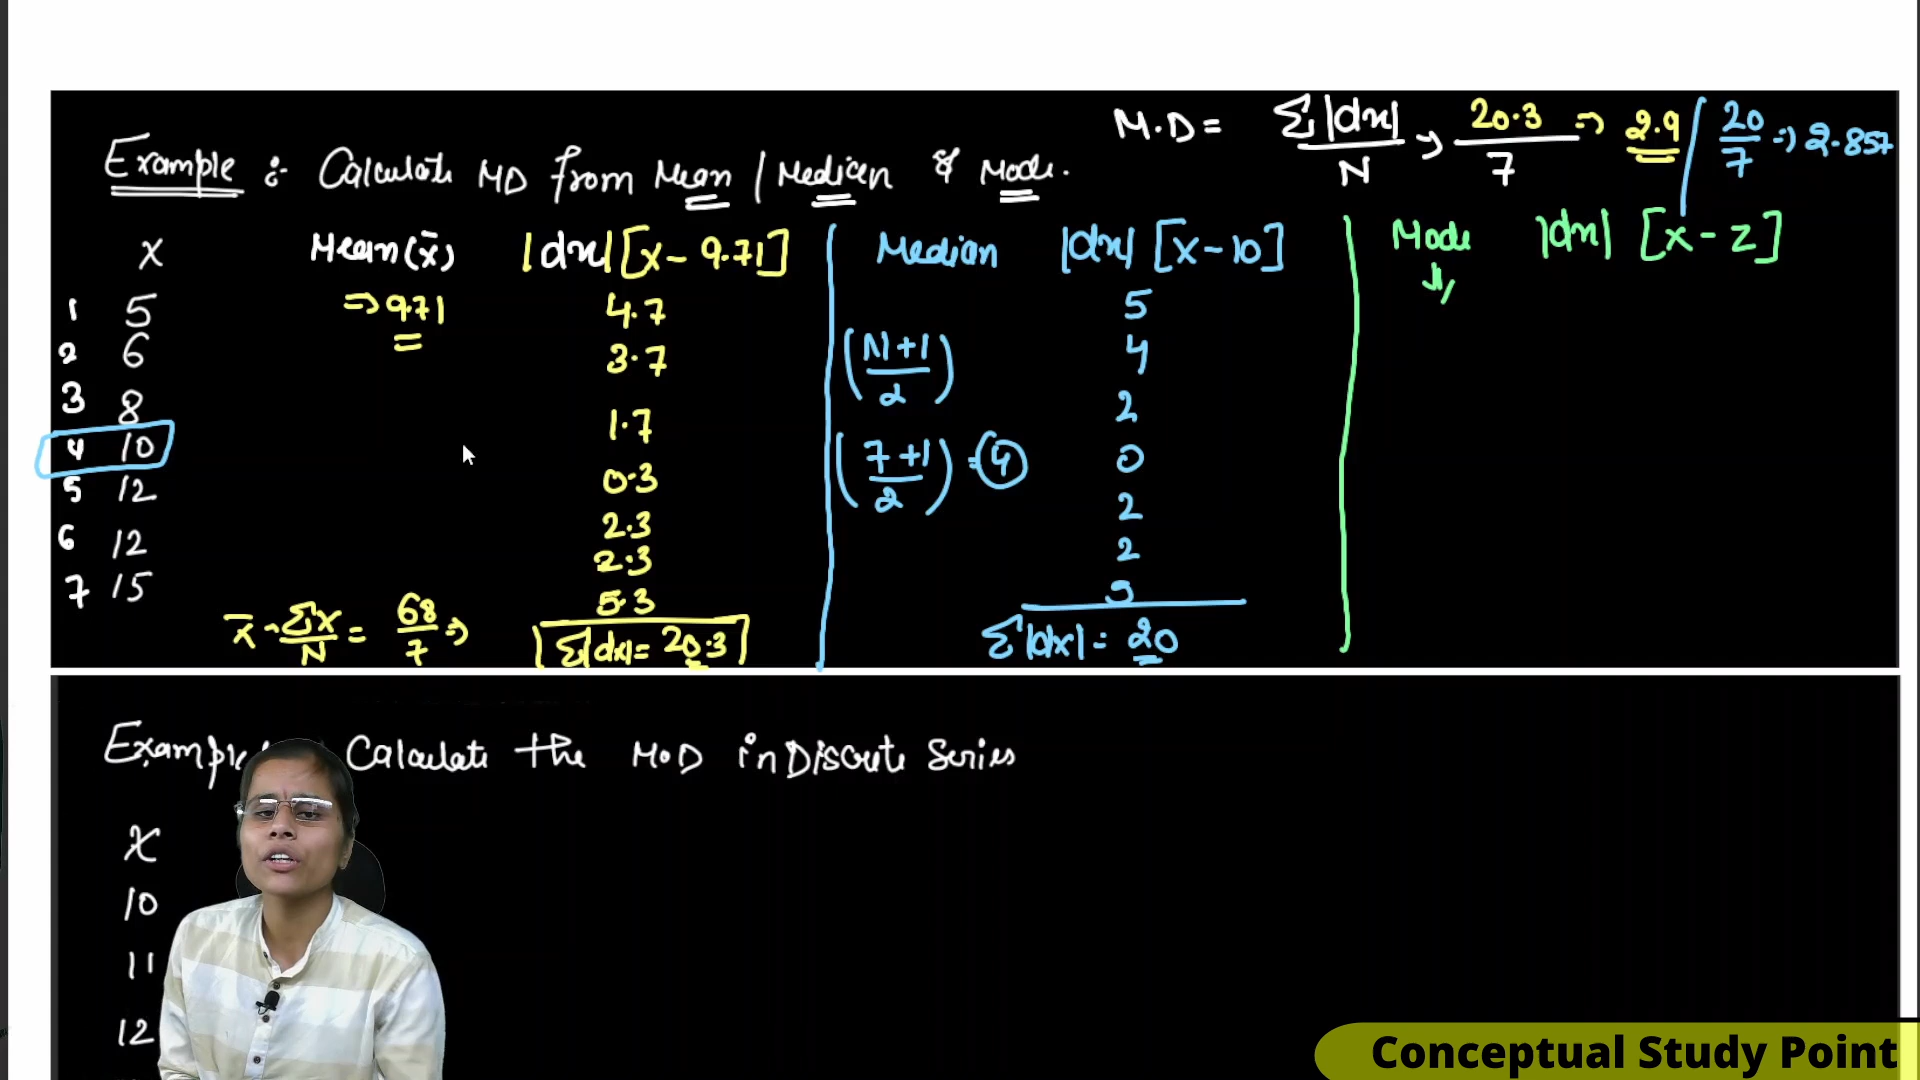 M.D = Σ|dx| / N → 20.3 / 7 ⇒ 2.9 / 20/7 ⇒ 2.857
Example :- Calculate MD from Mean / Median & Mode.
x Mean (x̄) |dx| [x - 9.71] Median |dx| [x-10] Mode |dx| [x-z]
1 5 ⇒ 9.71 4.7 5 ↓
2 6 3.7 (N+1 / 2) 4
3 8 1.7 2
4 10 0.3 (7+1 / 2) = 4 0
5 12 2.3 2
6 12 2.3 2
7 15 5.3 5
x̄ - Σx/N = 68/7 ⇒ Σ|dx| = 20.3 Σ|dx| = 20
Calculate the M.D in Discrete Series
X
10
11
12
Conceptual Study Point